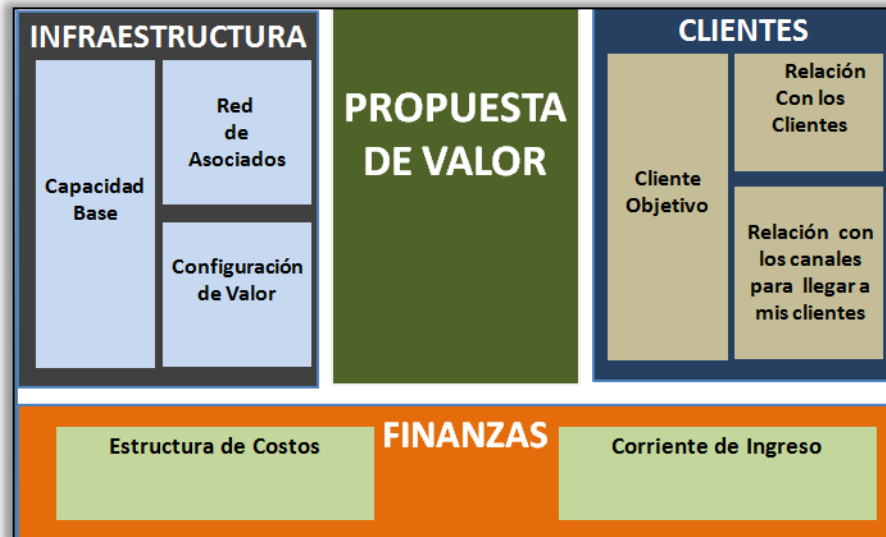 INFRAESTRUCTURA
Capacidad
Base
Red
de
Asociados
Configuración
de Valor
PROPUESTA
DE VALOR
CLIENTES
Cliente
Objetivo
Relación
Con los
Clientes
Relación con
los canales
para llegar a
mis clientes
FINANZAS
Estructura de Costos
Corriente de Ingreso